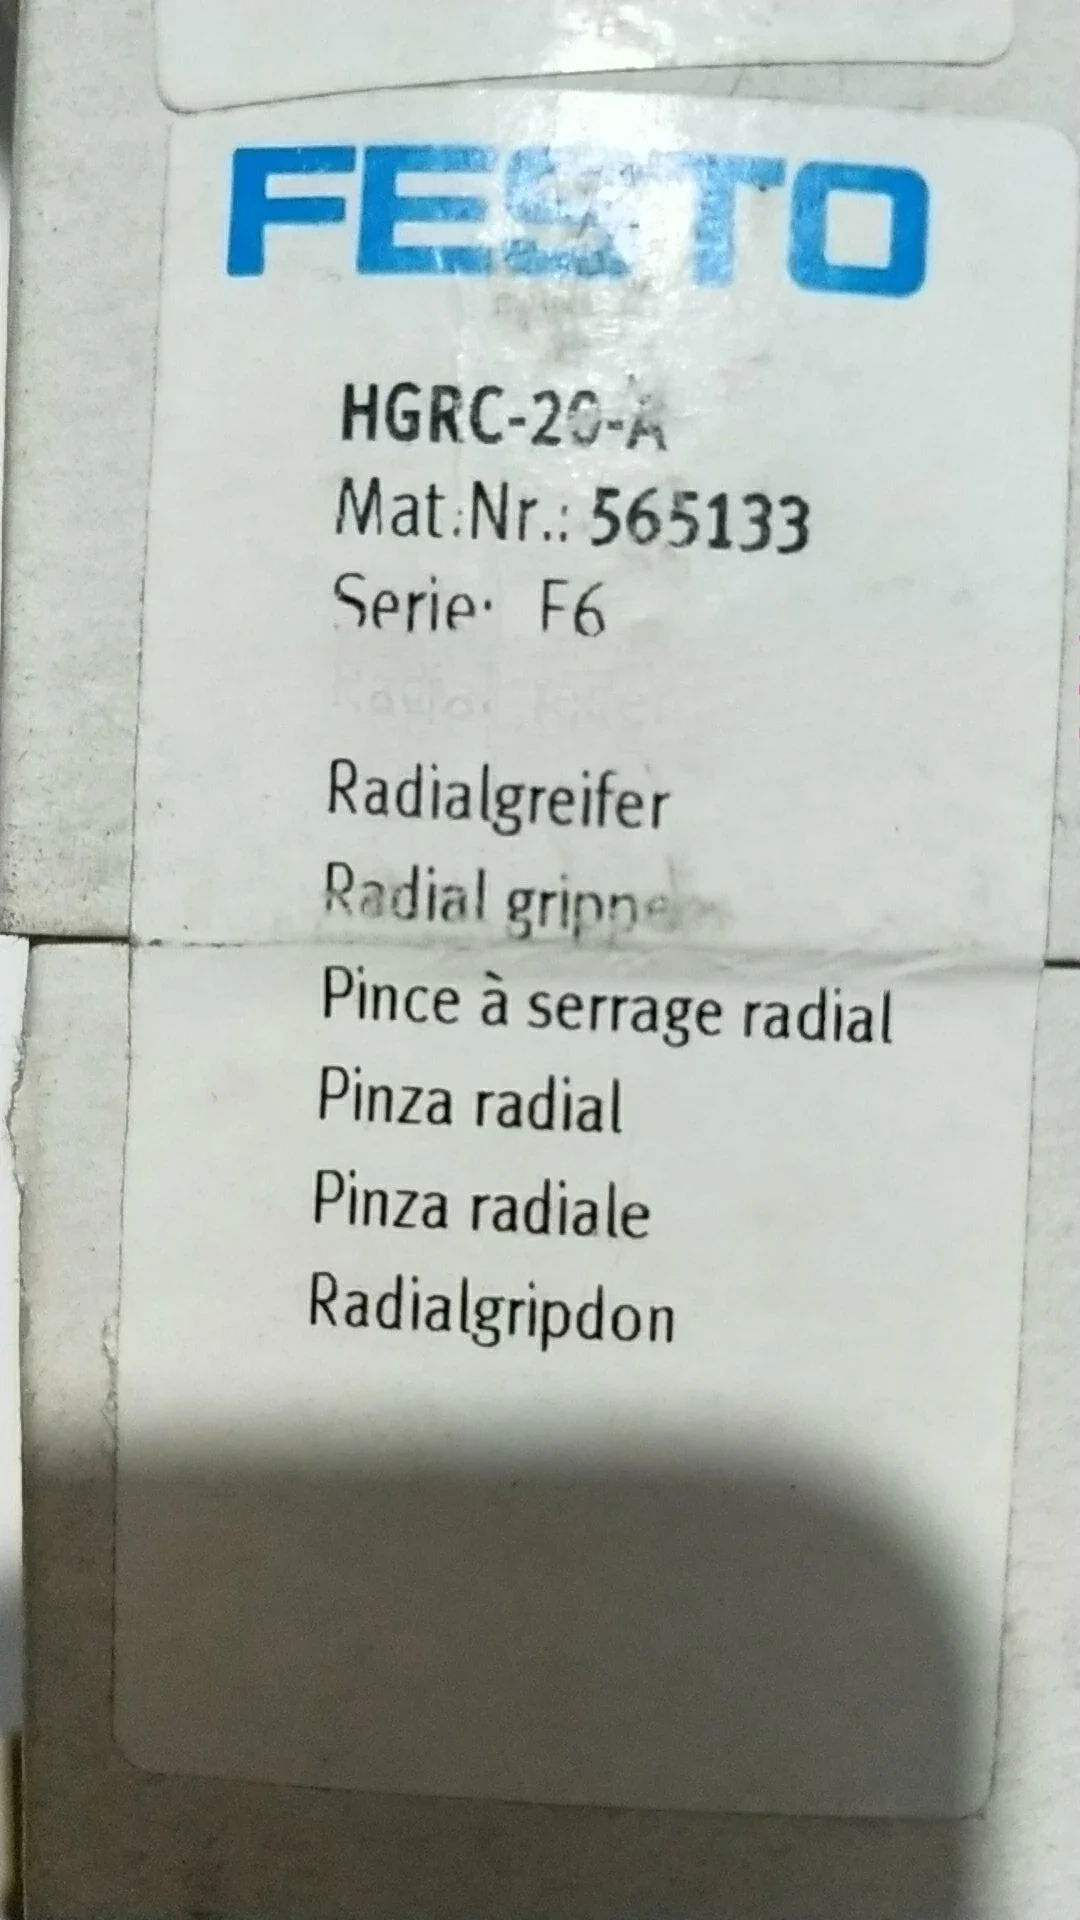 FESTO
HGRC-20-A
Mat.Nr.: 565133
Serie: F6
Radialgreifer
Radial gripper
Pince à serrage radial
Pinza radial
Pinza radiale
Radialgripdon